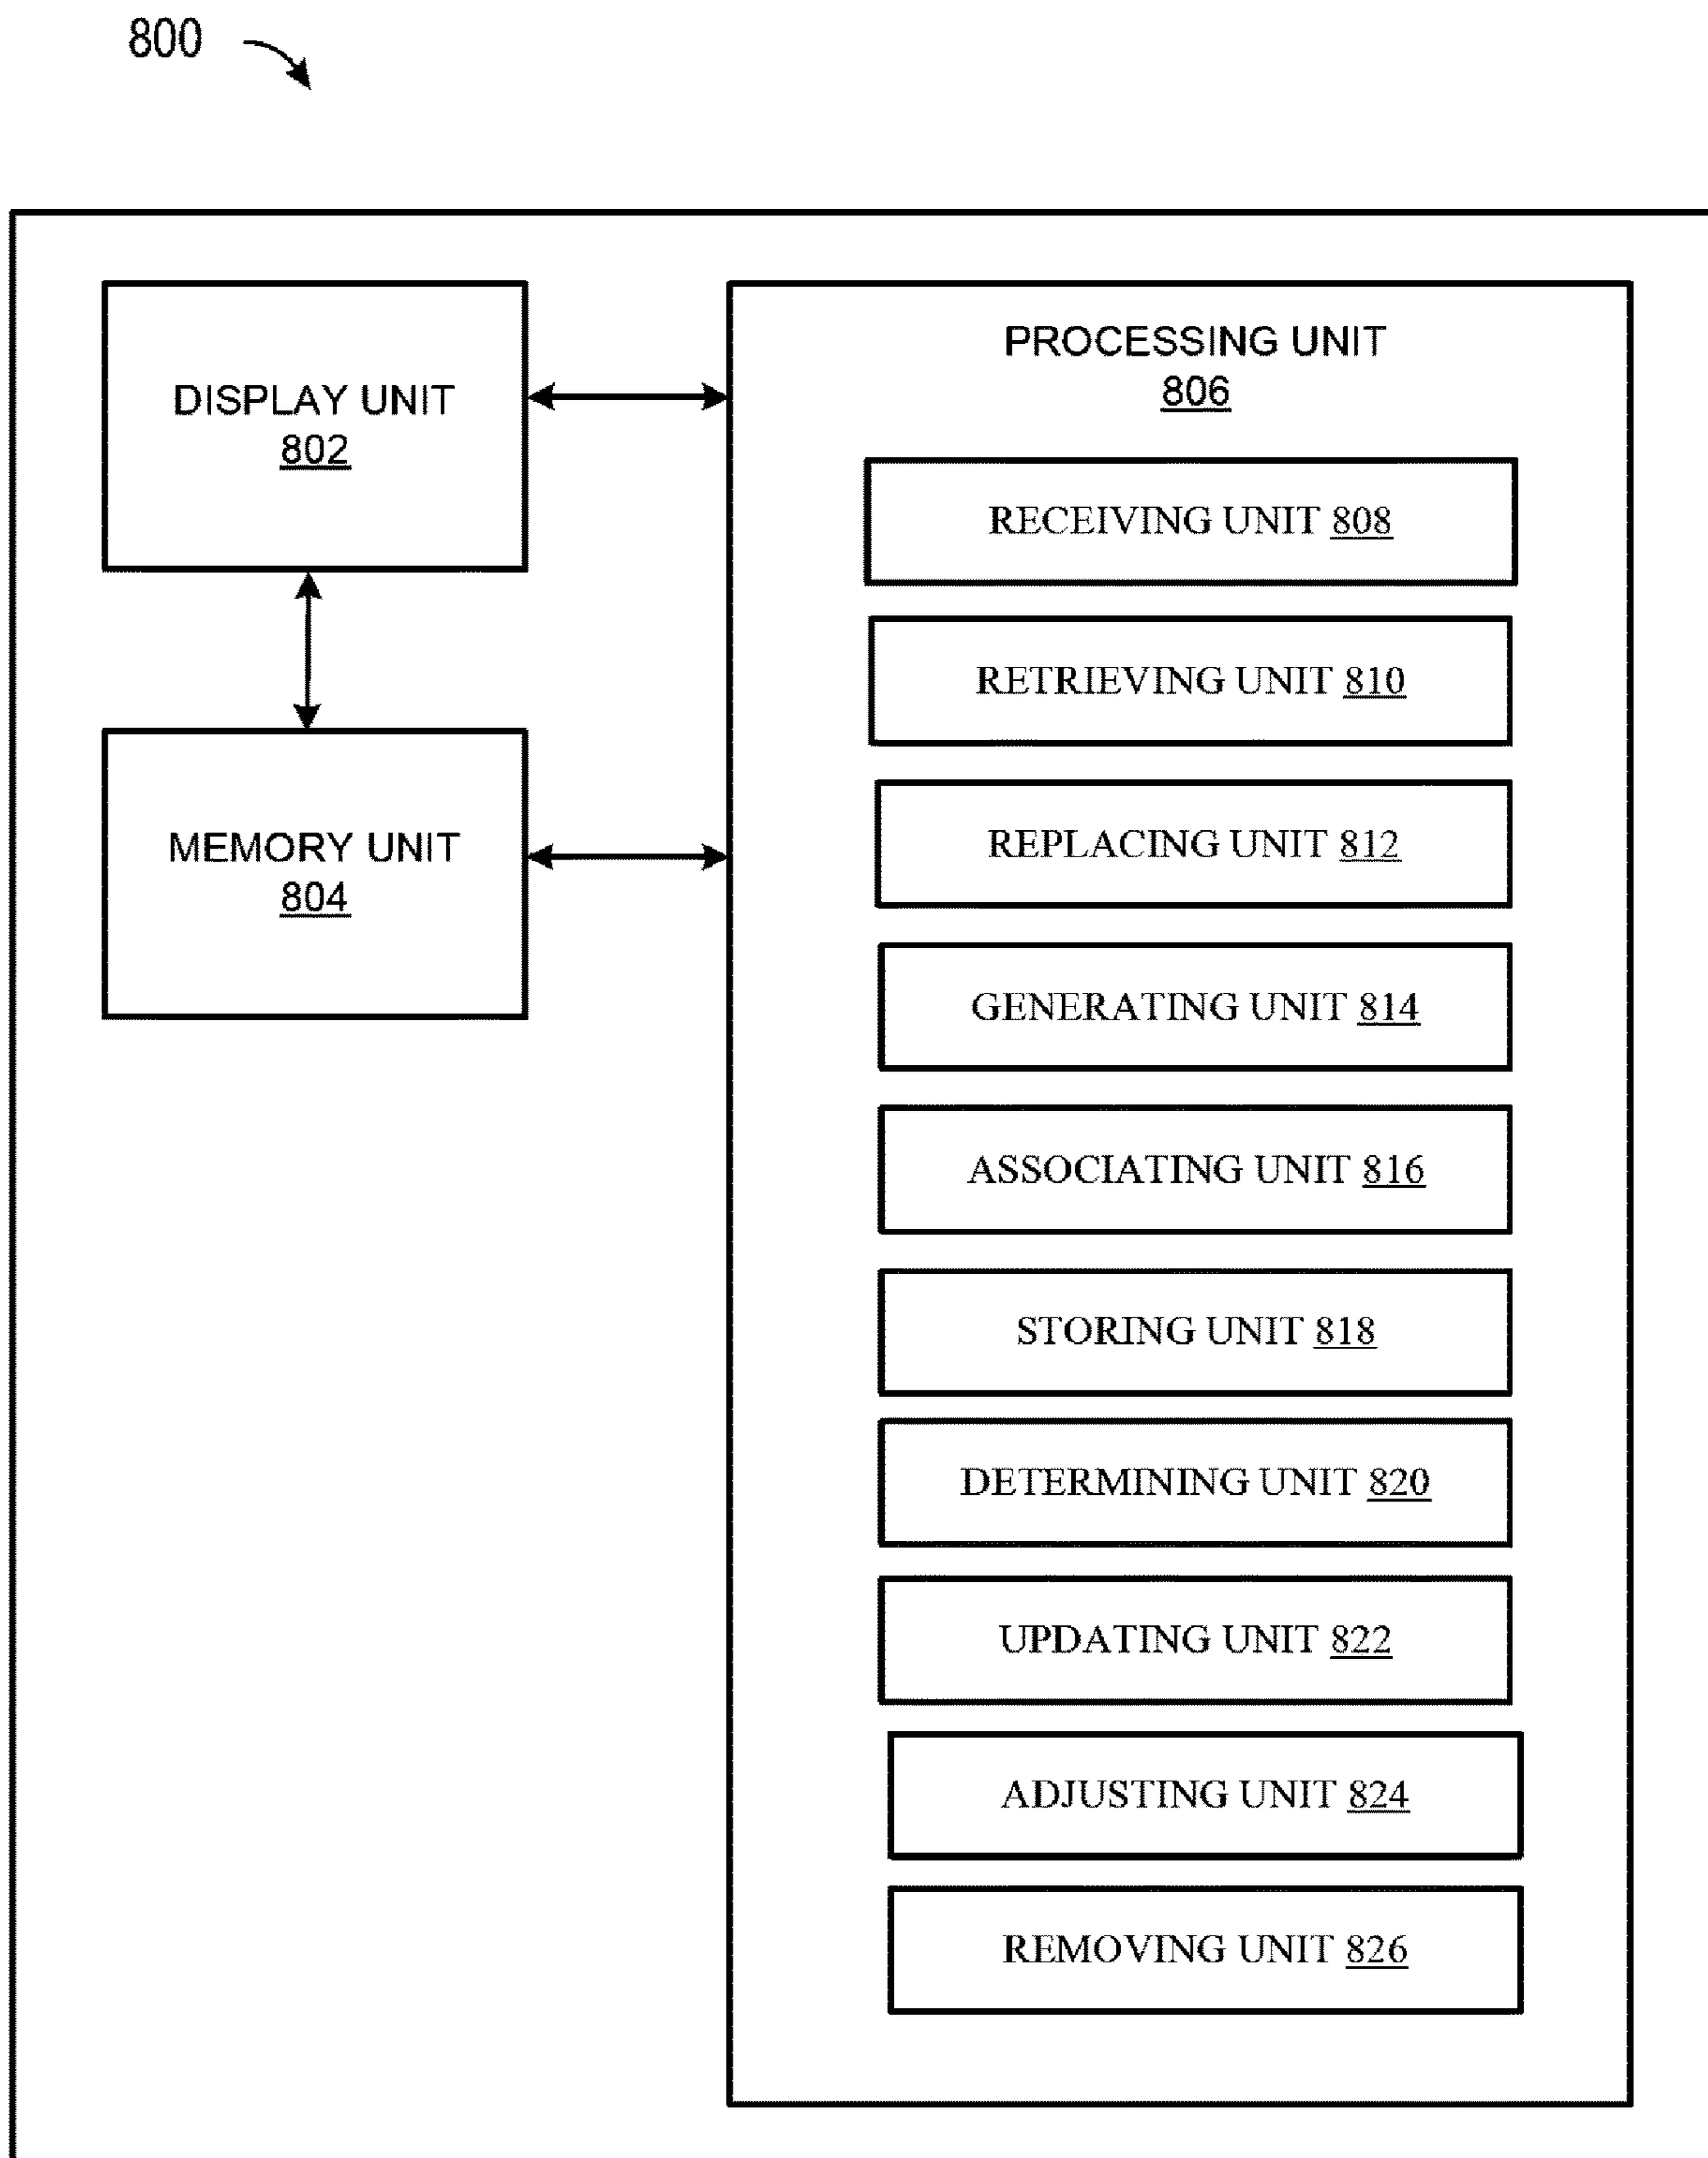 800
DISPLAY UNIT
802
MEMORY UNIT
804
PROCESSING UNIT
806
RECEIVING UNIT 808
RETRIEVING UNIT 810
REPLACING UNIT 812
GENERATING UNIT 814
ASSOCIATING UNIT 816
STORING UNIT 818
DETERMINING UNIT 820
UPDATING UNIT 822
ADJUSTING UNIT 824
REMOVING UNIT 826